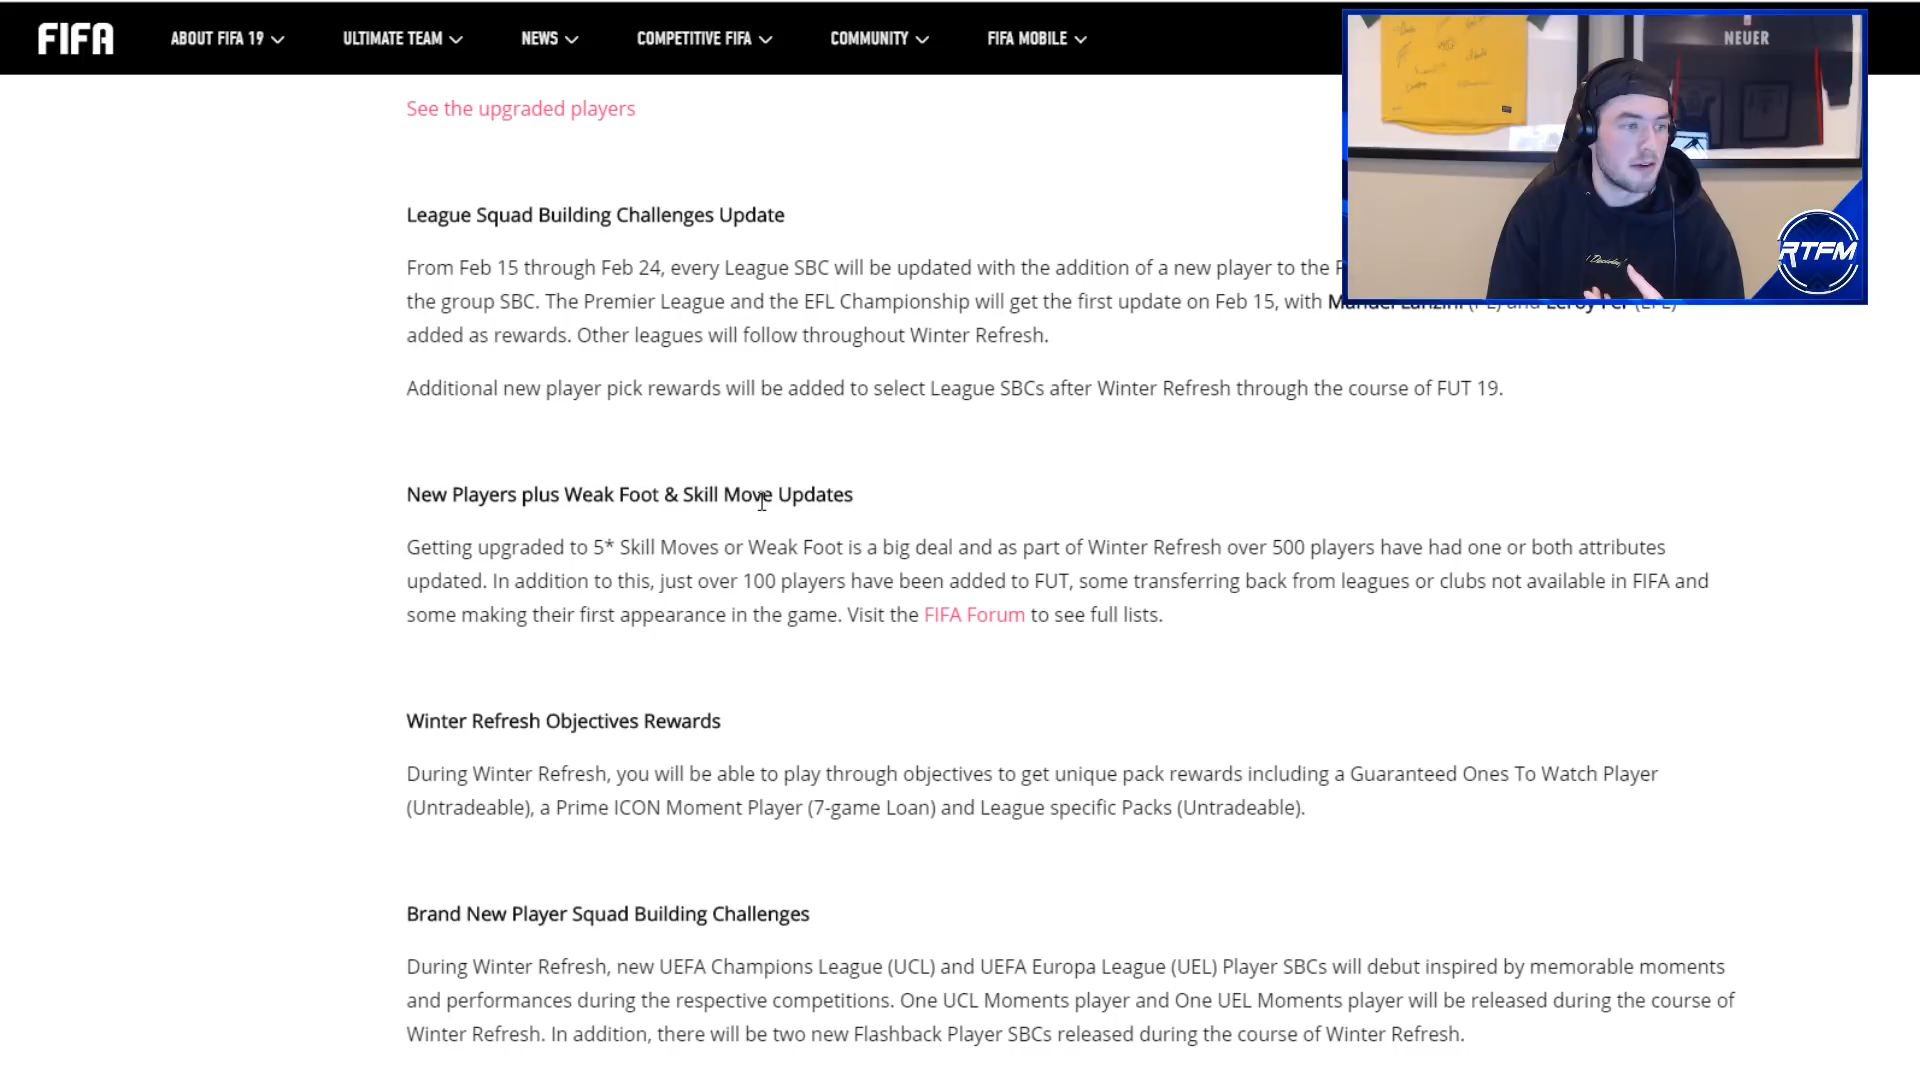 FIFA ABOUT FIFA 19 ULTIMATE TEAM NEWS COMPETITIVE FIFA COMMUNITY FIFA MOBILE
NEUER
RTFM
See the upgraded players
League Squad Building Challenges Update
From Feb 15 through Feb 24, every League SBC will be updated with the addition of a new player to the
the group SBC. The Premier League and the EFL Championship will get the first update on Feb 15, with Manuel Lanzini (PL) and Leroy Fer (EFL)
added as rewards. Other leagues will follow throughout Winter Refresh.
Additional new player pick rewards will be added to select League SBCs after Winter Refresh through the course of FUT 19.
New Players plus Weak Foot & Skill Move Updates
Getting upgraded to 5* Skill Moves or Weak Foot is a big deal and as part of Winter Refresh over 500 players have had one or both attributes
updated. In addition to this, just over 100 players have been added to FUT, some transferring back from leagues or clubs not available in FIFA and
some making their first appearance in the game. Visit the FIFA Forum to see full lists.
Winter Refresh Objectives Rewards
During Winter Refresh, you will be able to play through objectives to get unique pack rewards including a Guaranteed Ones To Watch Player
(Untradeable), a Prime ICON Moment Player (7-game Loan) and League specific Packs (Untradeable).
Brand New Player Squad Building Challenges
During Winter Refresh, new UEFA Champions League (UCL) and UEFA Europa League (UEL) Player SBCs will debut inspired by memorable moments
and performances during the respective competitions. One UCL Moments player and One UEL Moments player will be released during the course of
Winter Refresh. In addition, there will be two new Flashback Player SBCs released during the course of Winter Refresh.